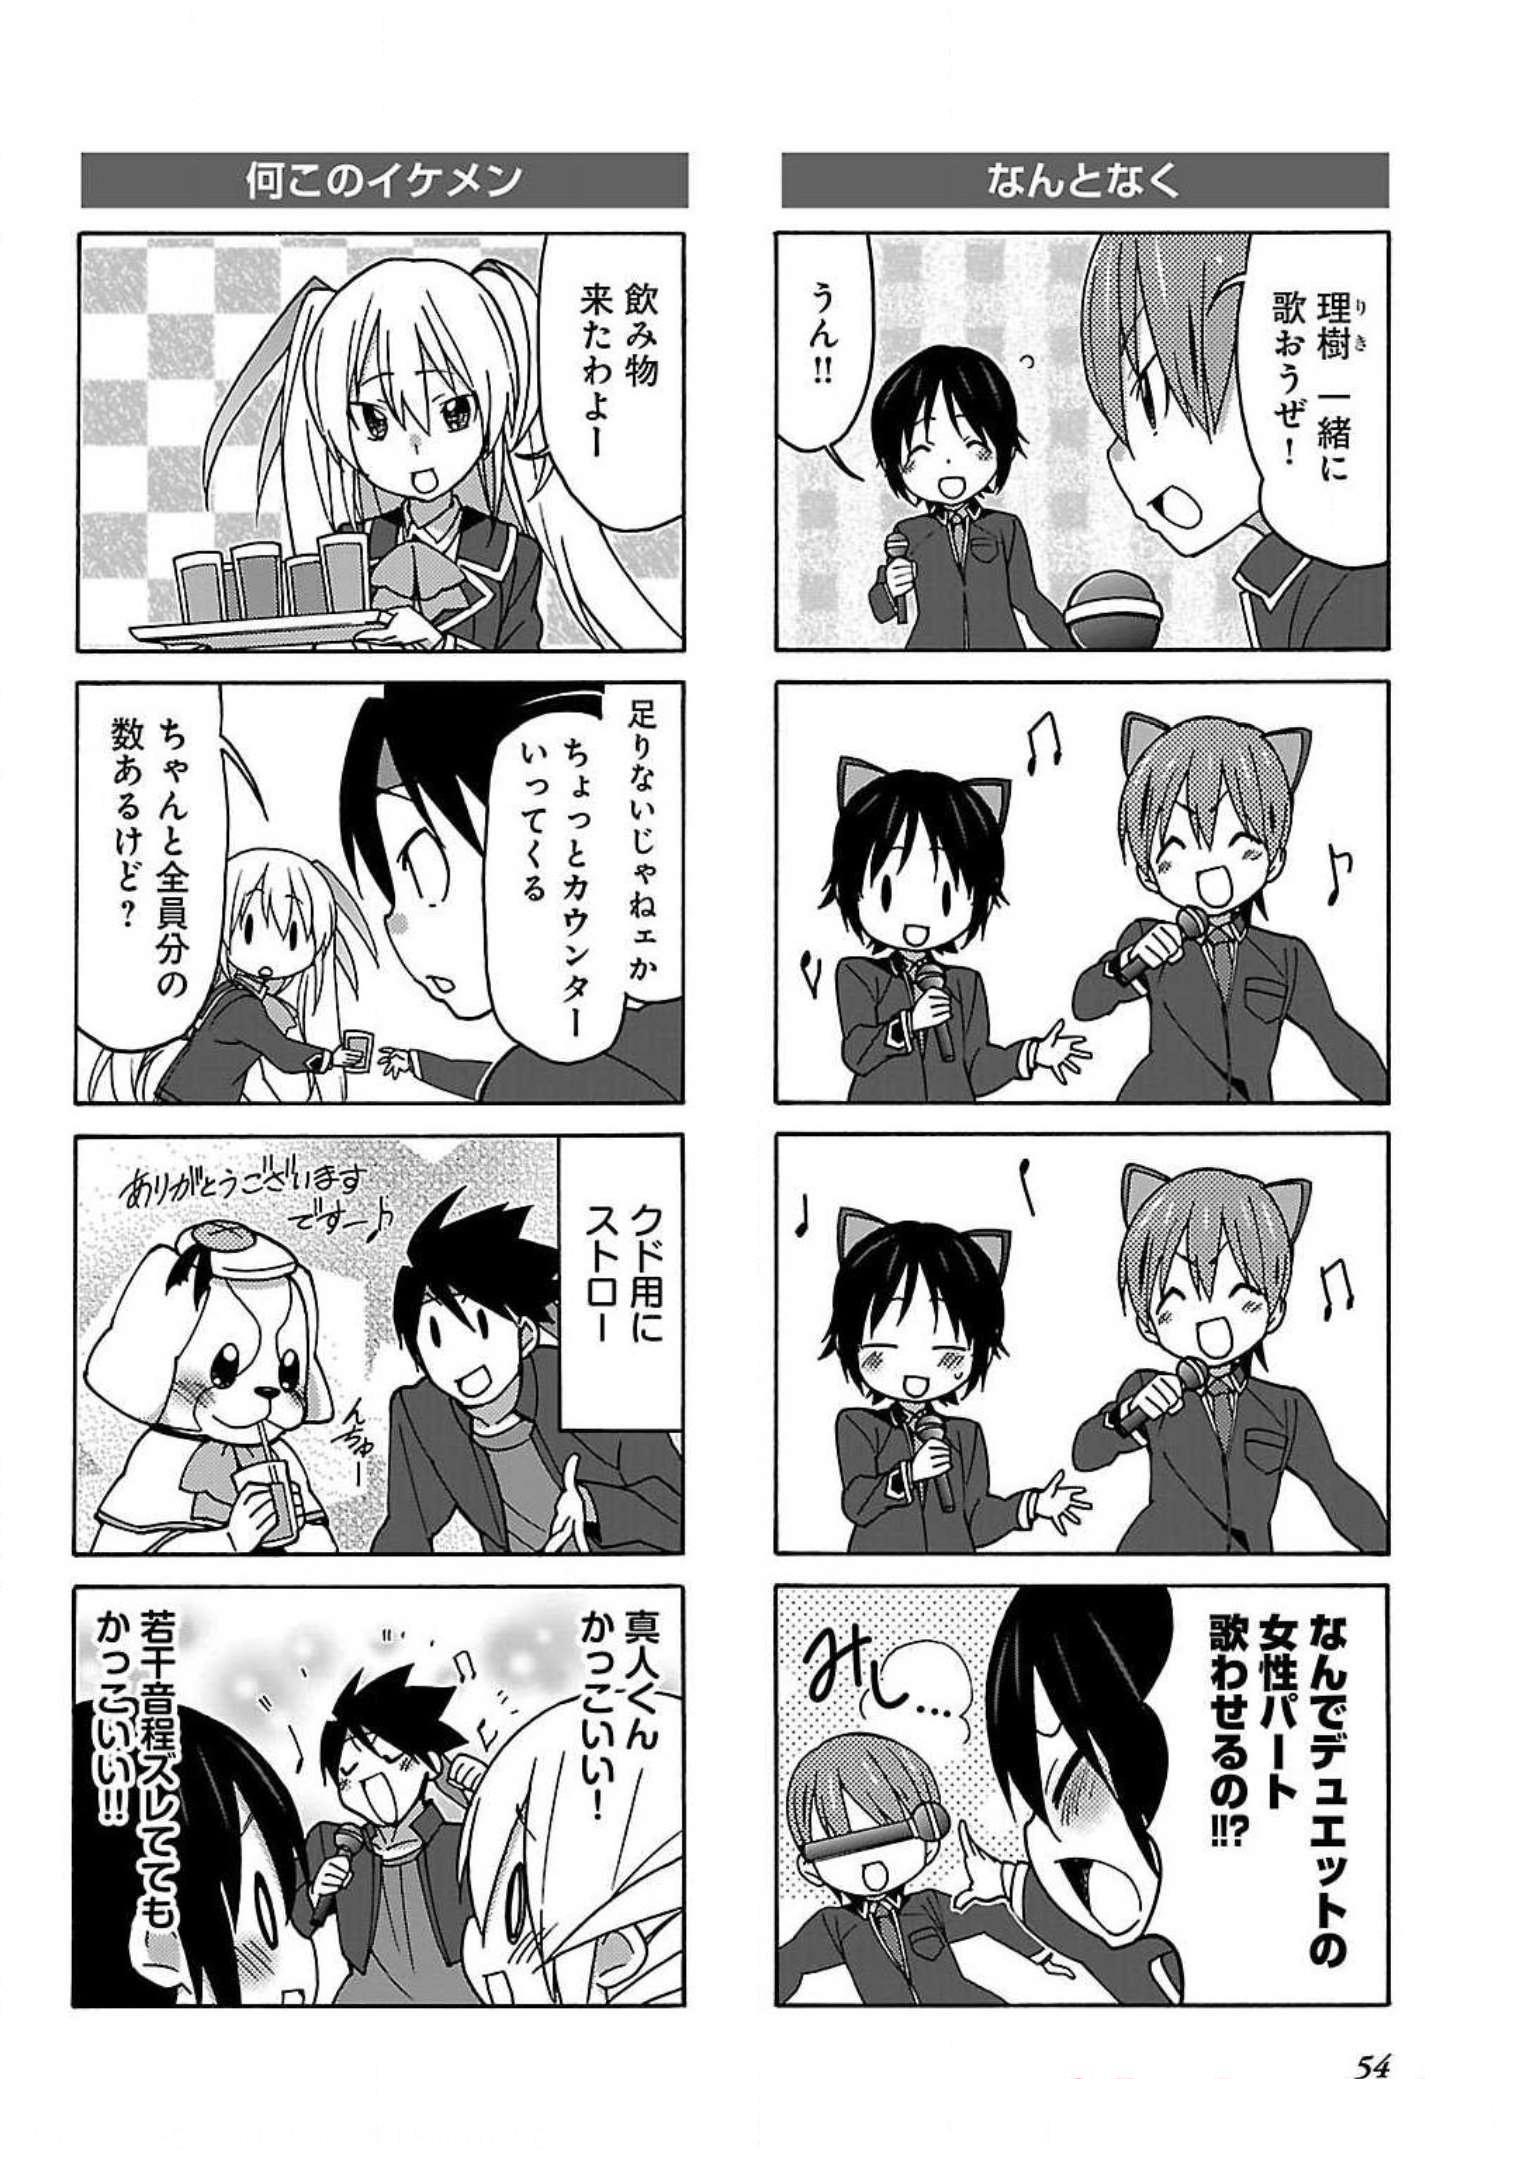 なんとなく
理樹 一緒に
りき
歌おうぜ！
うん!!
なんでデュエットの
女性パート
歌わせるの!!?
みし…
何このイケメン
飲み物
来たわよー
足りないじゃねェか
ちょっとカウンター
いってくる
ちゃんと全員分の
数あるけど？
クド用に
ストロー
ありがとうございます
ですー♪
んちゅー
真人くん
かっこいい！
若干音程ズレてても
かっこいい!!
54